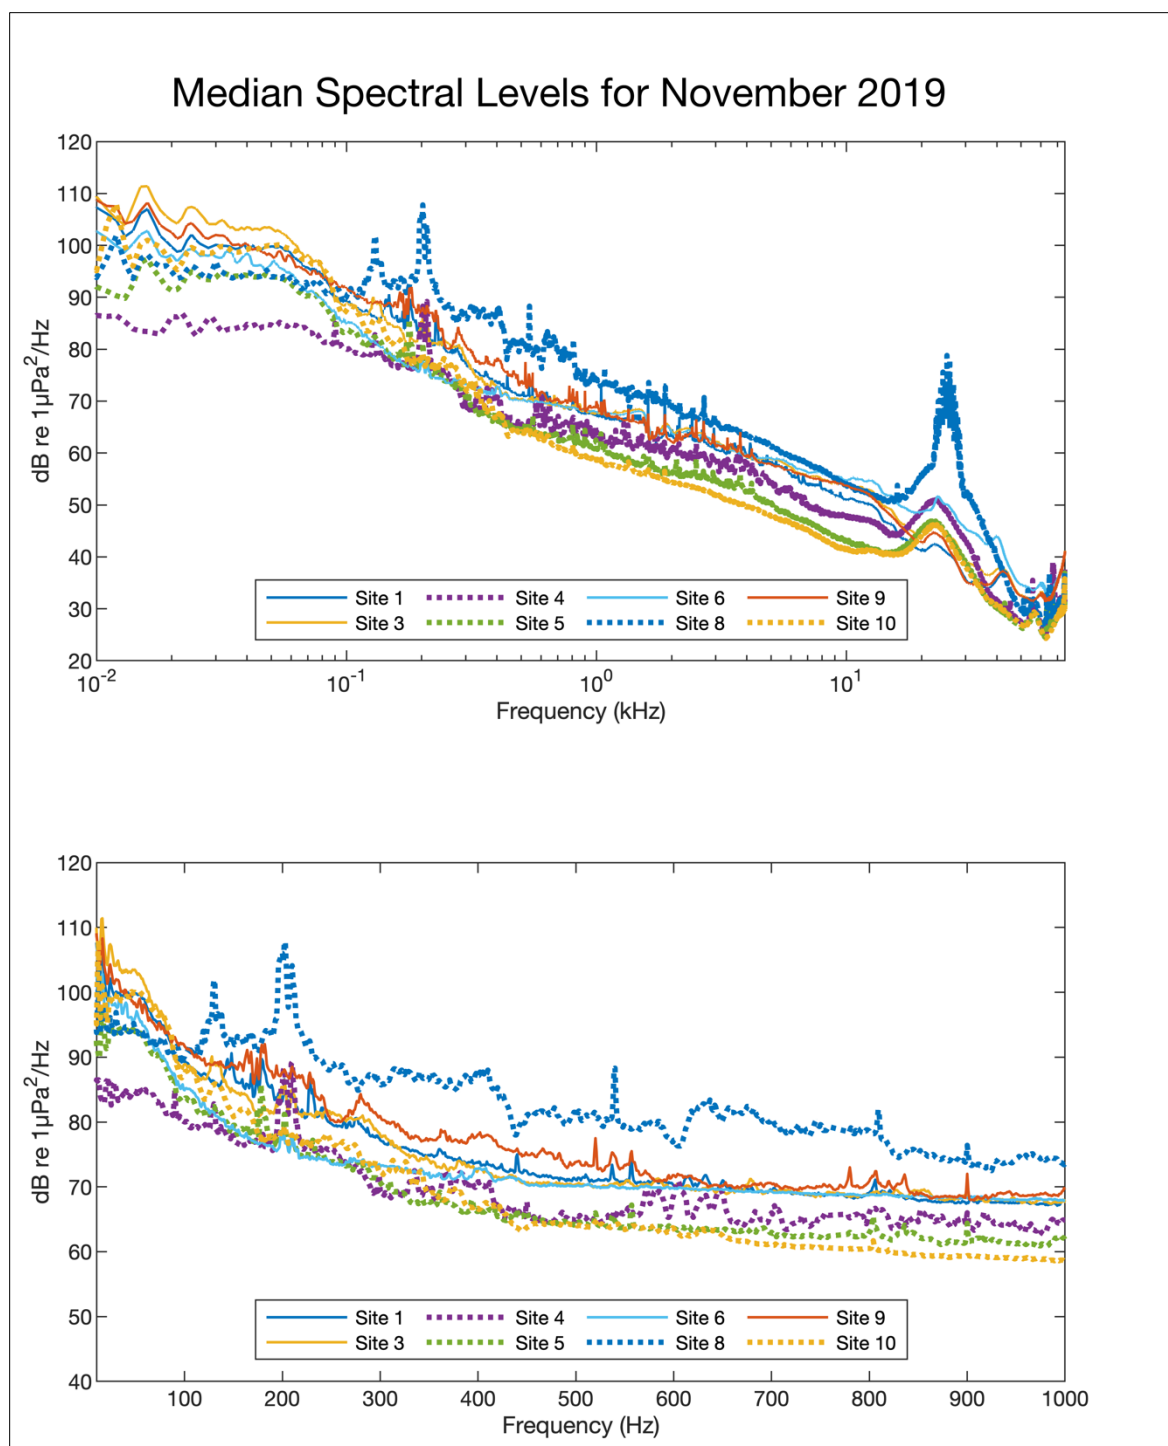 Median Spectral Levels for November 2019
120
110
100
90
80
70
60
50
40
30
20
dB re 1µPa²/Hz
10⁻² 10⁻¹ 10⁰ 10¹
Frequency (kHz)
Site 1 Site 4 Site 6 Site 9
Site 3 Site 5 Site 8 Site 10
120
110
100
90
80
70
60
50
40
dB re 1µPa²/Hz
Site 1 Site 4 Site 6 Site 9
Site 3 Site 5 Site 8 Site 10
100 200 300 400 500 600 700 800 900 1000
Frequency (Hz)